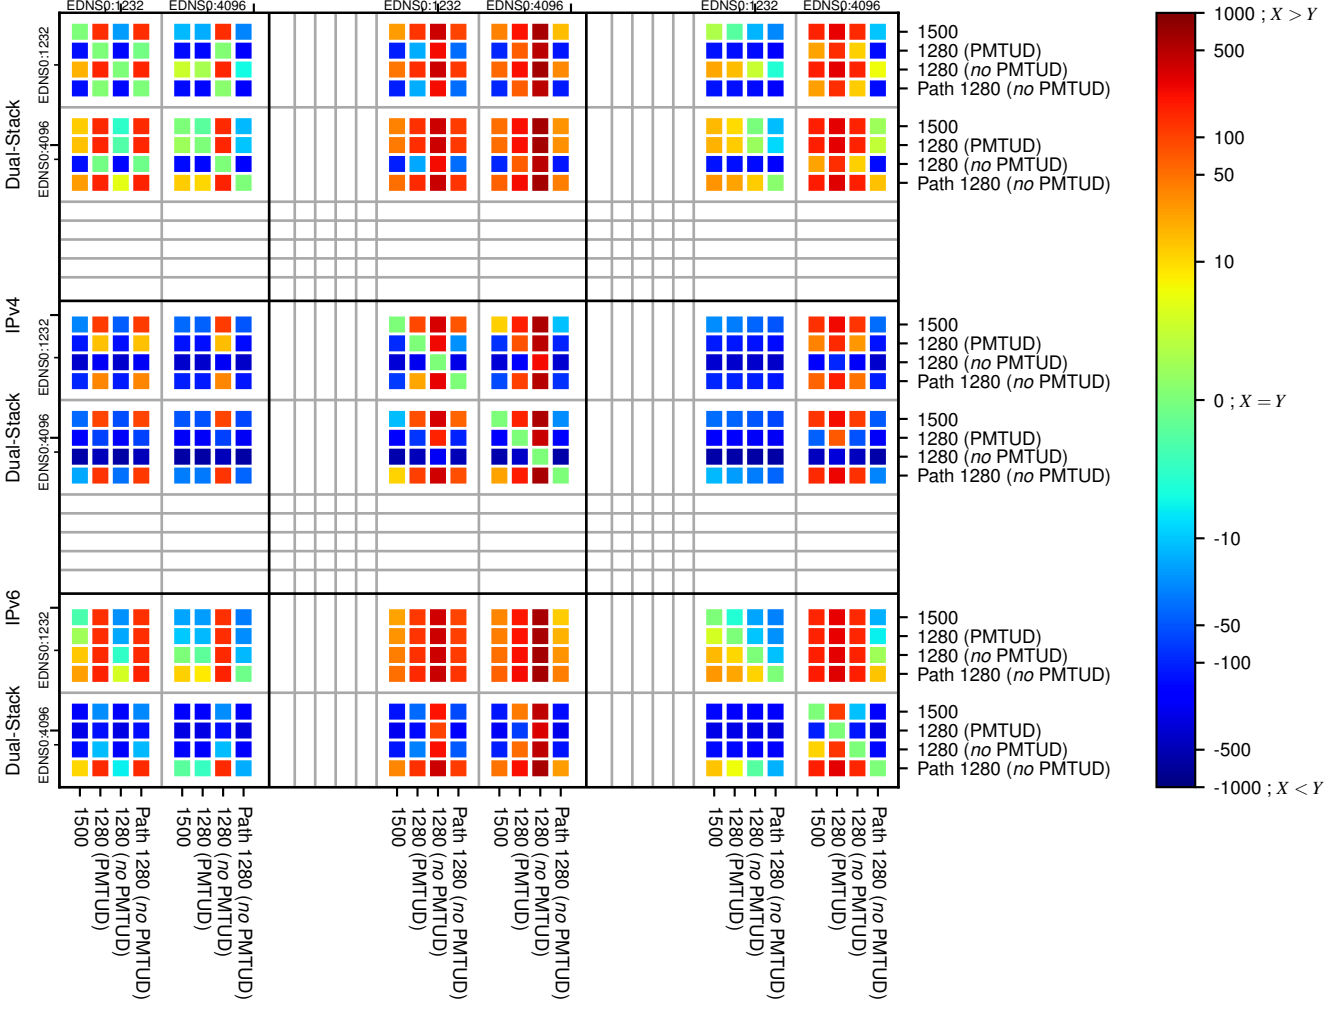 EDNS0:1232 EDNS0:4096 EDNS0:1232 EDNS0:4096 EDNS0:1232 EDNS0:4096
Dual-Stack
EDNS0:1232
1500
1280 (PMTUD)
1280 (no PMTUD)
Path 1280 (no PMTUD)
EDNS0:4096
1500
1280 (PMTUD)
1280 (no PMTUD)
Path 1280 (no PMTUD)
IPv4
Dual-Stack
EDNS0:1232
1500
1280 (PMTUD)
1280 (no PMTUD)
Path 1280 (no PMTUD)
EDNS0:4096
1500
1280 (PMTUD)
1280 (no PMTUD)
Path 1280 (no PMTUD)
IPv6
Dual-Stack
EDNS0:1232
1500
1280 (PMTUD)
1280 (no PMTUD)
Path 1280 (no PMTUD)
EDNS0:4096
1500
1280 (PMTUD)
1280 (no PMTUD)
Path 1280 (no PMTUD)
1500
1280 (PMTUD)
1280 (no PMTUD)
Path 1280 (no PMTUD)
1500
1280 (PMTUD)
1280 (no PMTUD)
Path 1280 (no PMTUD)
1500
1280 (PMTUD)
1280 (no PMTUD)
Path 1280 (no PMTUD)
1500
1280 (PMTUD)
1280 (no PMTUD)
Path 1280 (no PMTUD)
1500
1280 (PMTUD)
1280 (no PMTUD)
Path 1280 (no PMTUD)
1500
1280 (PMTUD)
1280 (no PMTUD)
Path 1280 (no PMTUD)
1000 ; X > Y
500
100
50
10
0 ; X = Y
-10
-50
-100
-500
-1000 ; X < Y